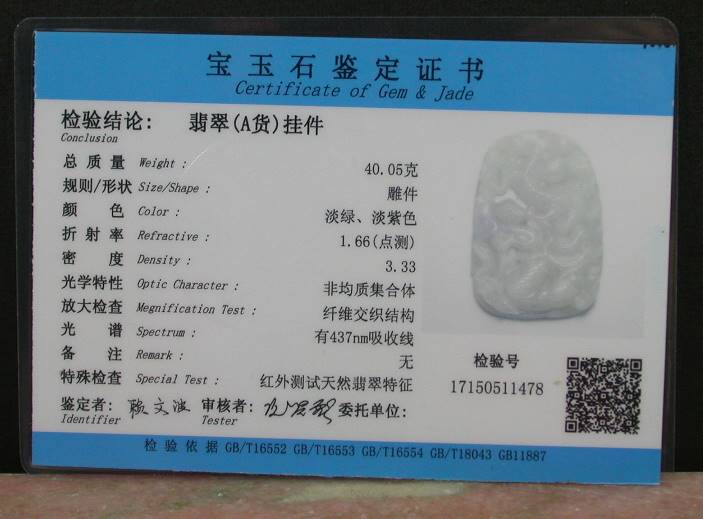 宝玉石鉴定证书
Certificate of Gem & Jade
检验结论: 翡翠(A货)挂件
Conclusion
总质量 Weight : 40.05克
规则/形状 Size/Shape : 雕件
颜色 Color : 淡绿、淡紫色
折射率 Refractive : 1.66(点测)
密度 Density : 3.33
光学特性 Optic Character : 非均质集合体
放大检查 Megnification Test : 纤维交织结构
光谱 Spectrum : 有437nm吸收线
备注 Remark : 无
特殊检查 Special Test : 红外测试天然翡翠特征
检验号
17150511478
鉴定者: 审核者: 委托单位:
Identifier Tester
检验依据 GB/T16552 GB/T16553 GB/T16554 GB/T18043 GB11887